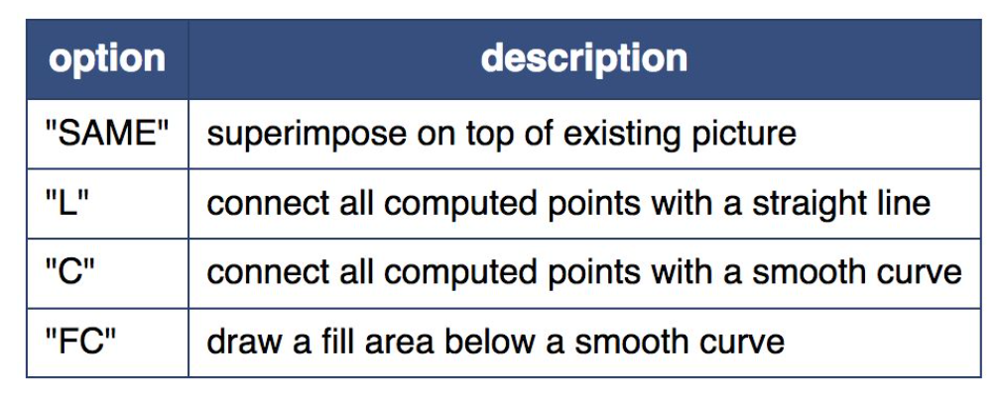 option description
"SAME" superimpose on top of existing picture
"L" connect all computed points with a straight line
"C" connect all computed points with a smooth curve
"FC" draw a fill area below a smooth curve